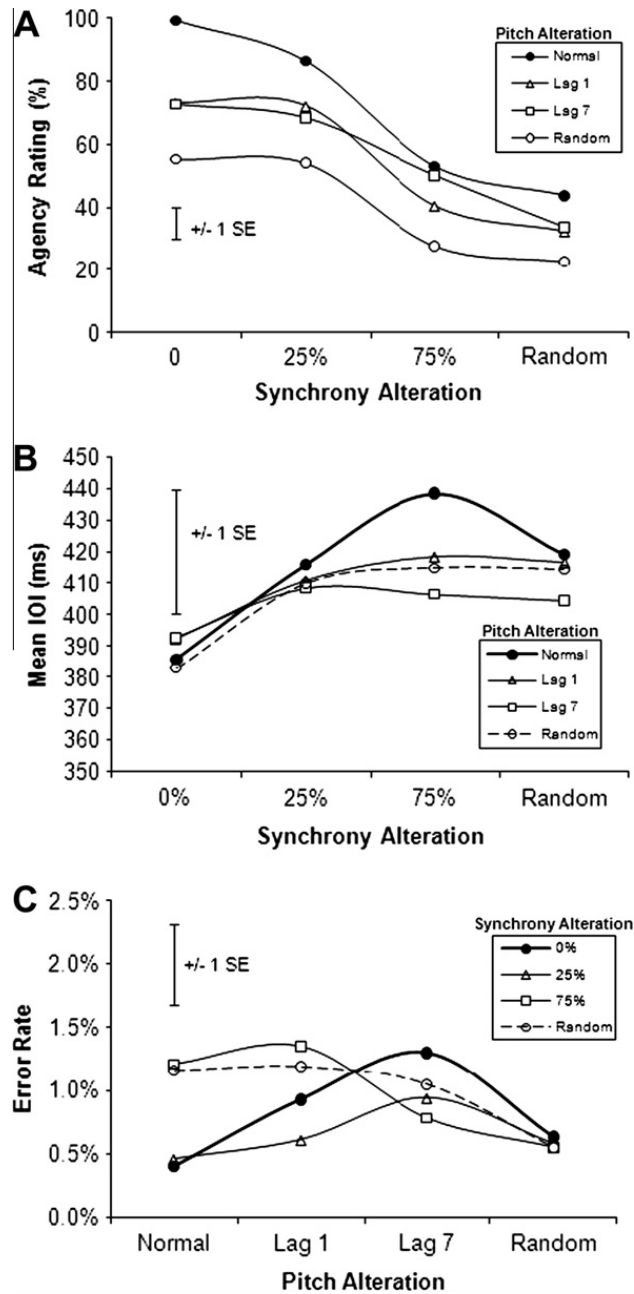 A
100
80
60
40
20
0
Agency Rating (%)
+/- 1 SE
Pitch Alteration
Normal
Lag 1
Lag 7
Random
0
25%
75%
Random
Synchrony Alteration
B
450
440
430
420
410
400
390
380
370
360
350
Mean IOI (ms)
+/- 1 SE
Pitch Alteration
Normal
Lag 1
Lag 7
Random
0%
25%
75%
Random
Synchrony Alteration
C
2.5%
2.0%
1.5%
1.0%
0.5%
0.0%
Error Rate
+/- 1 SE
Synchrony Alteration
0%
25%
75%
Random
Normal
Lag 1
Lag 7
Random
Pitch Alteration